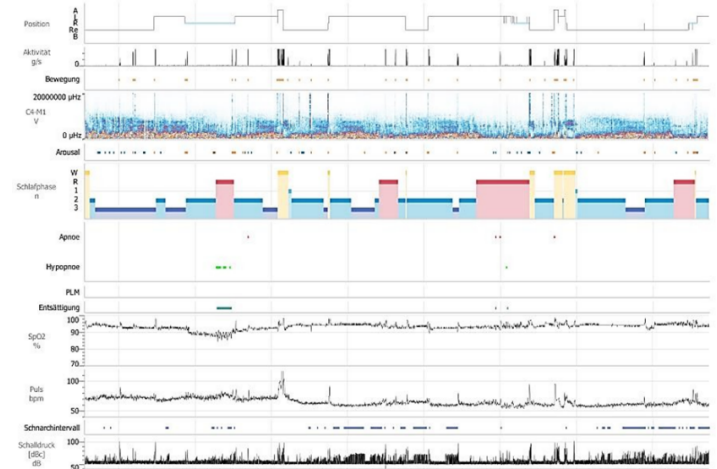 A
L
Position R
Re
B
Aktivität
g/s
0
Bewegung
20000000 µHz
C4-M1
V
0 µHz
Arousal
W
R
Schlafphase 1
n 2
3
Apnoe
Hypopnoe
PLM
Entsättigung
100
SpO2 90
% 80
70
Puls 100
bpm
50
Schnarchintervall
Schalldruck 100
[dBc]
dB
50